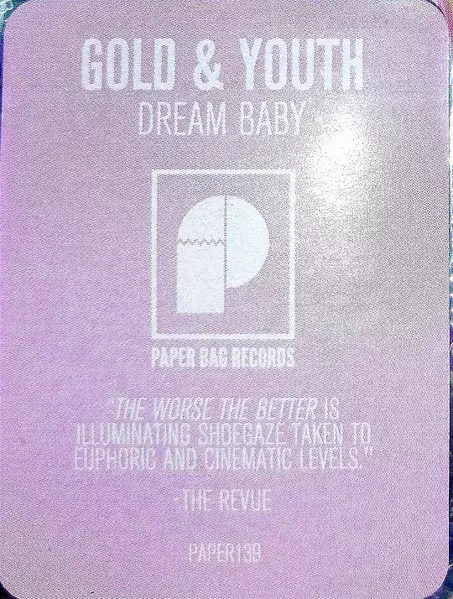 GOLD & YOUTH
DREAM BABY
PAPER BAG RECORDS
"THE WORSE THE BETTER IS
ILLUMINATING SHOEGAZE TAKEN TO
EUPHORIC AND CINEMATIC LEVELS."
-THE REVUE
PAPER139